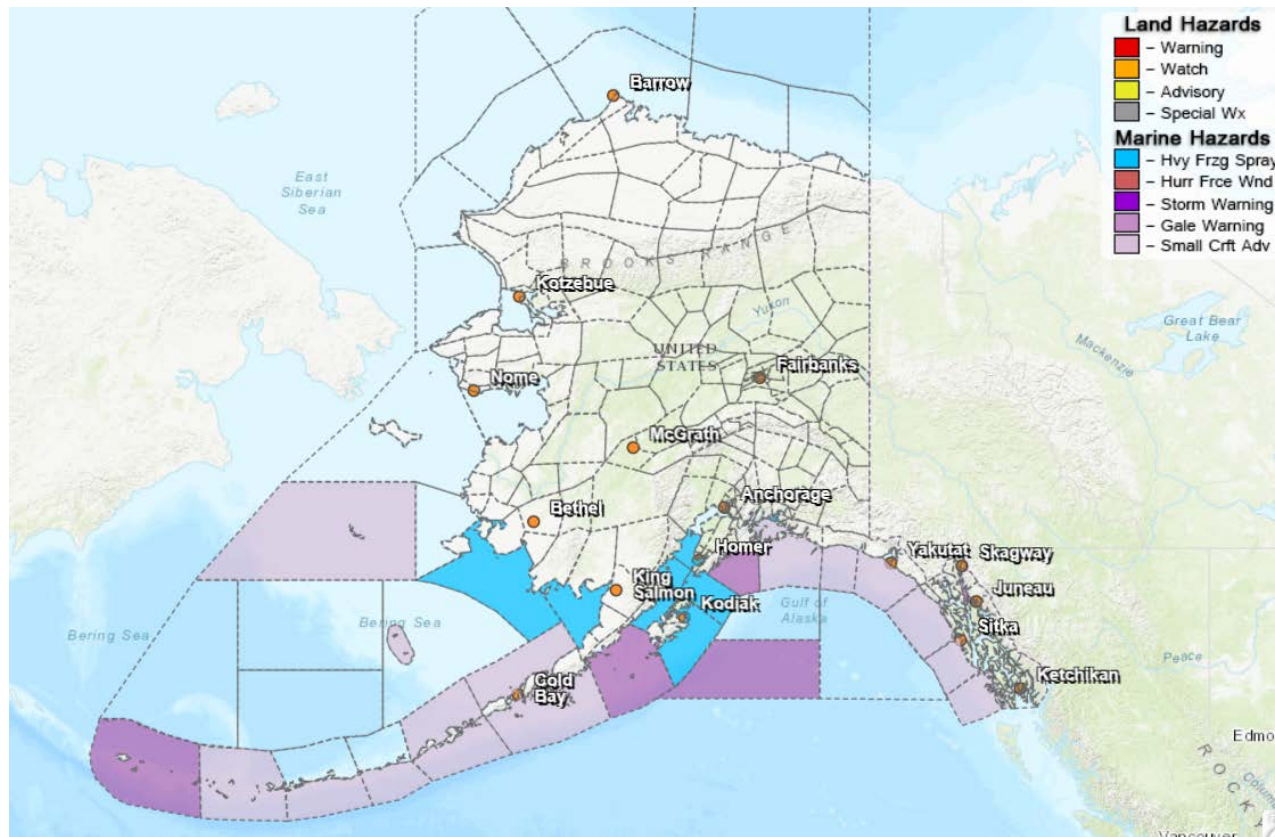 Land Hazards
– Warning
– Watch
– Advisory
– Special Wx
Marine Hazards
– Hvy Frzg Spray
– Hurr Frce Wnd
– Storm Warning
– Gale Warning
– Small Crft Adv
Barrow
East
Siberian
Sea
BROOKS RANGE
Kotzebue
Yukon
Great Bear
Lake
Mackenzie
UNITED
STATES
Fairbanks
Nome
McGrath
Anchorage
Bethel
Homer
Yakutat
Skagway
King
Salmon
Juneau
Kodiak
Gulf of
Alaska
Bering Sea
Bering Sea
Sitka
Peace
Cold
Bay
Ketchikan
Edmo
ROCKY
Columb
Vancouver